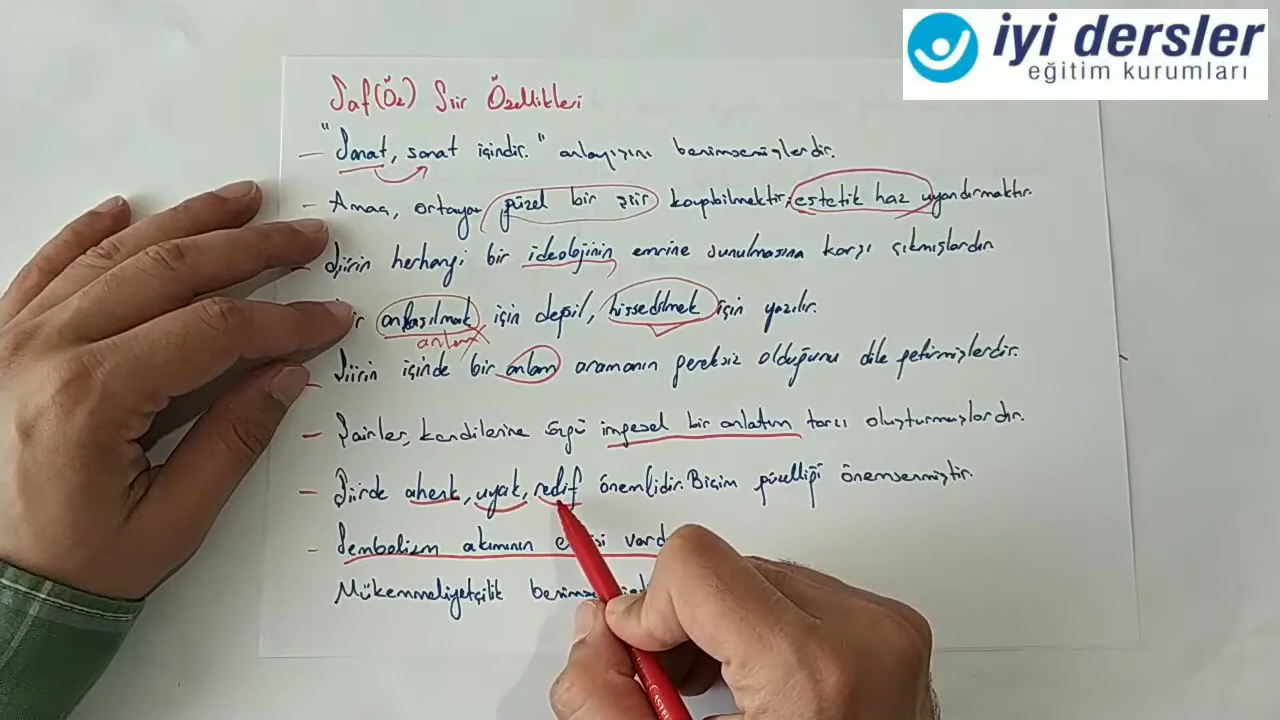 iyi dersler
eğitim kurumları
Saf (Öz) Şiir Özellikleri
— "Sanat, sanat içindir." anlayışını benimsemişlerdir.
- Amaç, ortaya güzel bir şiir koyabilmektir, estetik haz uyandırmaktır.
- Şiirin herhangi bir ideolojinin emrine sunulmasına karşı çıkmışlardır
anlaşılmak için değil, hissedilmek için yazılır.
anlam
- Şiirin içinde bir anlam aramanın gereksiz olduğunu dile getirmişlerdir.
- Şairler, kendilerine özgü imgesel bir anlatım tarzı oluşturmuşlardır.
- Şiirde ahenk, uyak, redif önemlidir. Biçim güzelliği önemsenmiştir.
- Sembolizm akımının vard
Mükemmeliyetçilik